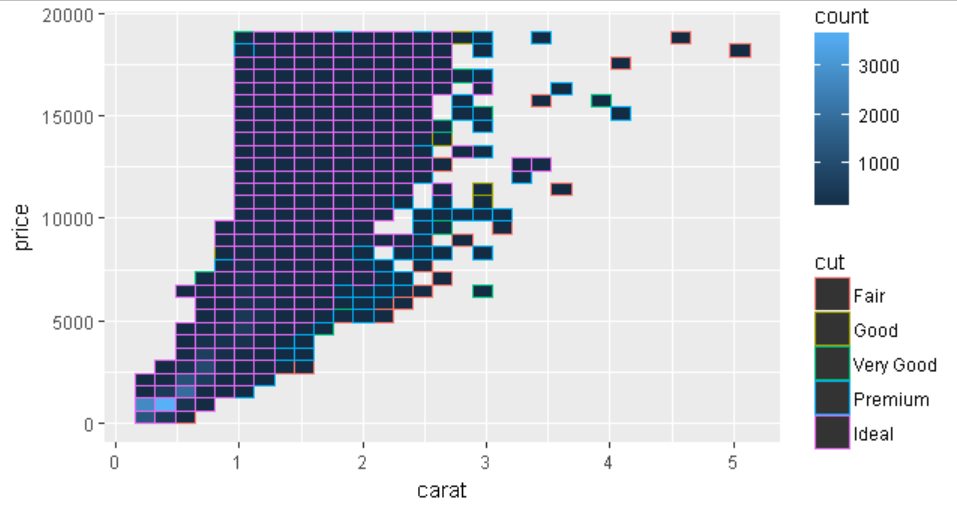 20000
15000
10000
5000
0
price
0 1 2 3 4 5
carat
count
3000
2000
1000
cut
Fair
Good
Very Good
Premium
Ideal